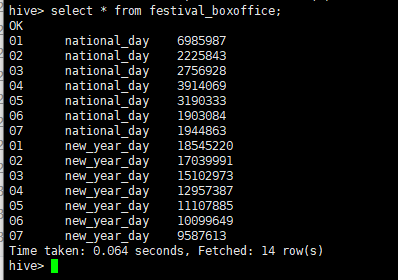 hive> select * from festival_boxoffice;
OK
01 national_day 6985987
02 national_day 2225843
03 national_day 2756928
04 national_day 3914069
05 national_day 3190333
06 national_day 1903084
07 national_day 1944863
01 new_year_day 18545220
02 new_year_day 17039991
03 new_year_day 15102973
04 new_year_day 12957387
05 new_year_day 11107885
06 new_year_day 10099649
07 new_year_day 9587613
Time taken: 0.064 seconds, Fetched: 14 row(s)
hive>